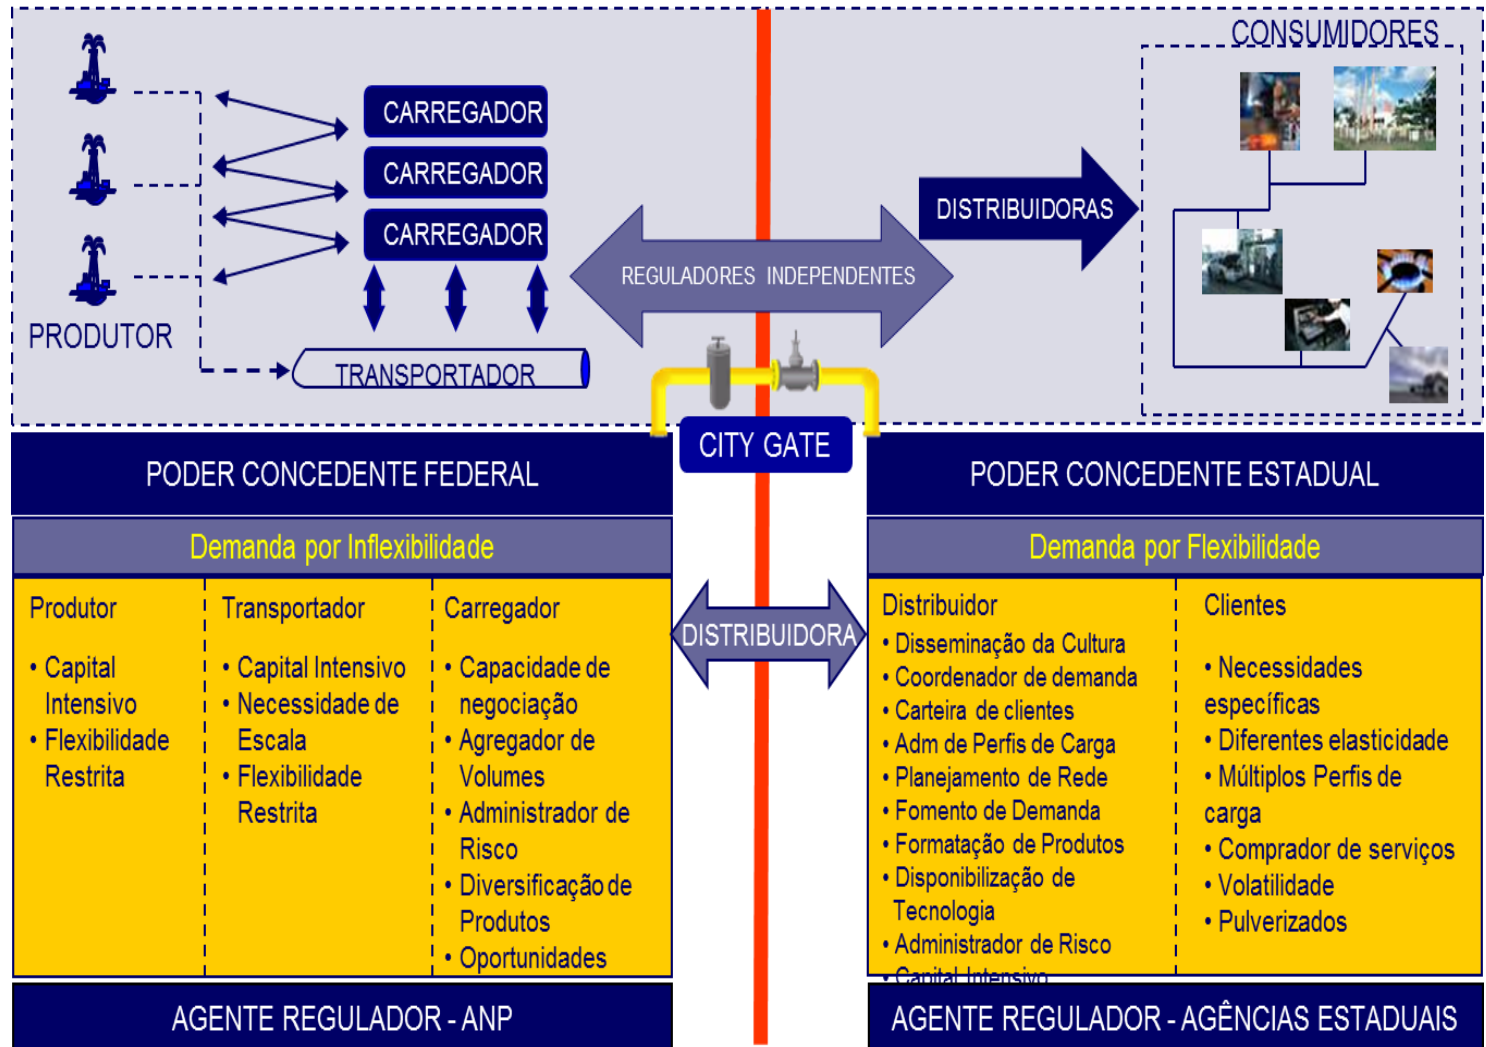 CONSUMIDORES
CARREGADOR
CARREGADOR
CARREGADOR
DISTRIBUIDORAS
REGULADORES INDEPENDENTES
PRODUTOR
TRANSPORTADOR
CITY GATE
PODER CONCEDENTE FEDERAL
Demanda por Inflexibilidade
Produtor
• Capital
Intensivo
• Flexibilidade
Restrita
Transportador
• Capital Intensivo
• Necessidade de
Escala
• Flexibilidade
Restrita
Carregador
• Capacidade de
negociação
• Agregador de
Volumes
• Administrador de
Risco
• Diversificação de
Produtos
• Oportunidades
AGENTE REGULADOR - ANP
DISTRIBUIDORA
PODER CONCEDENTE ESTADUAL
Demanda por Flexibilidade
Distribuidor
• Disseminação da Cultura
• Coordenador de demanda
• Carteira de clientes
• Adm de Perfis de Carga
• Planejamento de Rede
• Fomento de Demanda
• Formatação de Produtos
• Disponibilização de
Tecnologia
• Administrador de Risco
• Capital Intensivo
Clientes
• Necessidades
específicas
• Diferentes elasticidade
• Múltiplos Perfis de
carga
• Comprador de serviços
• Volatilidade
• Pulverizados
AGENTE REGULADOR - AGÊNCIAS ESTADUAIS